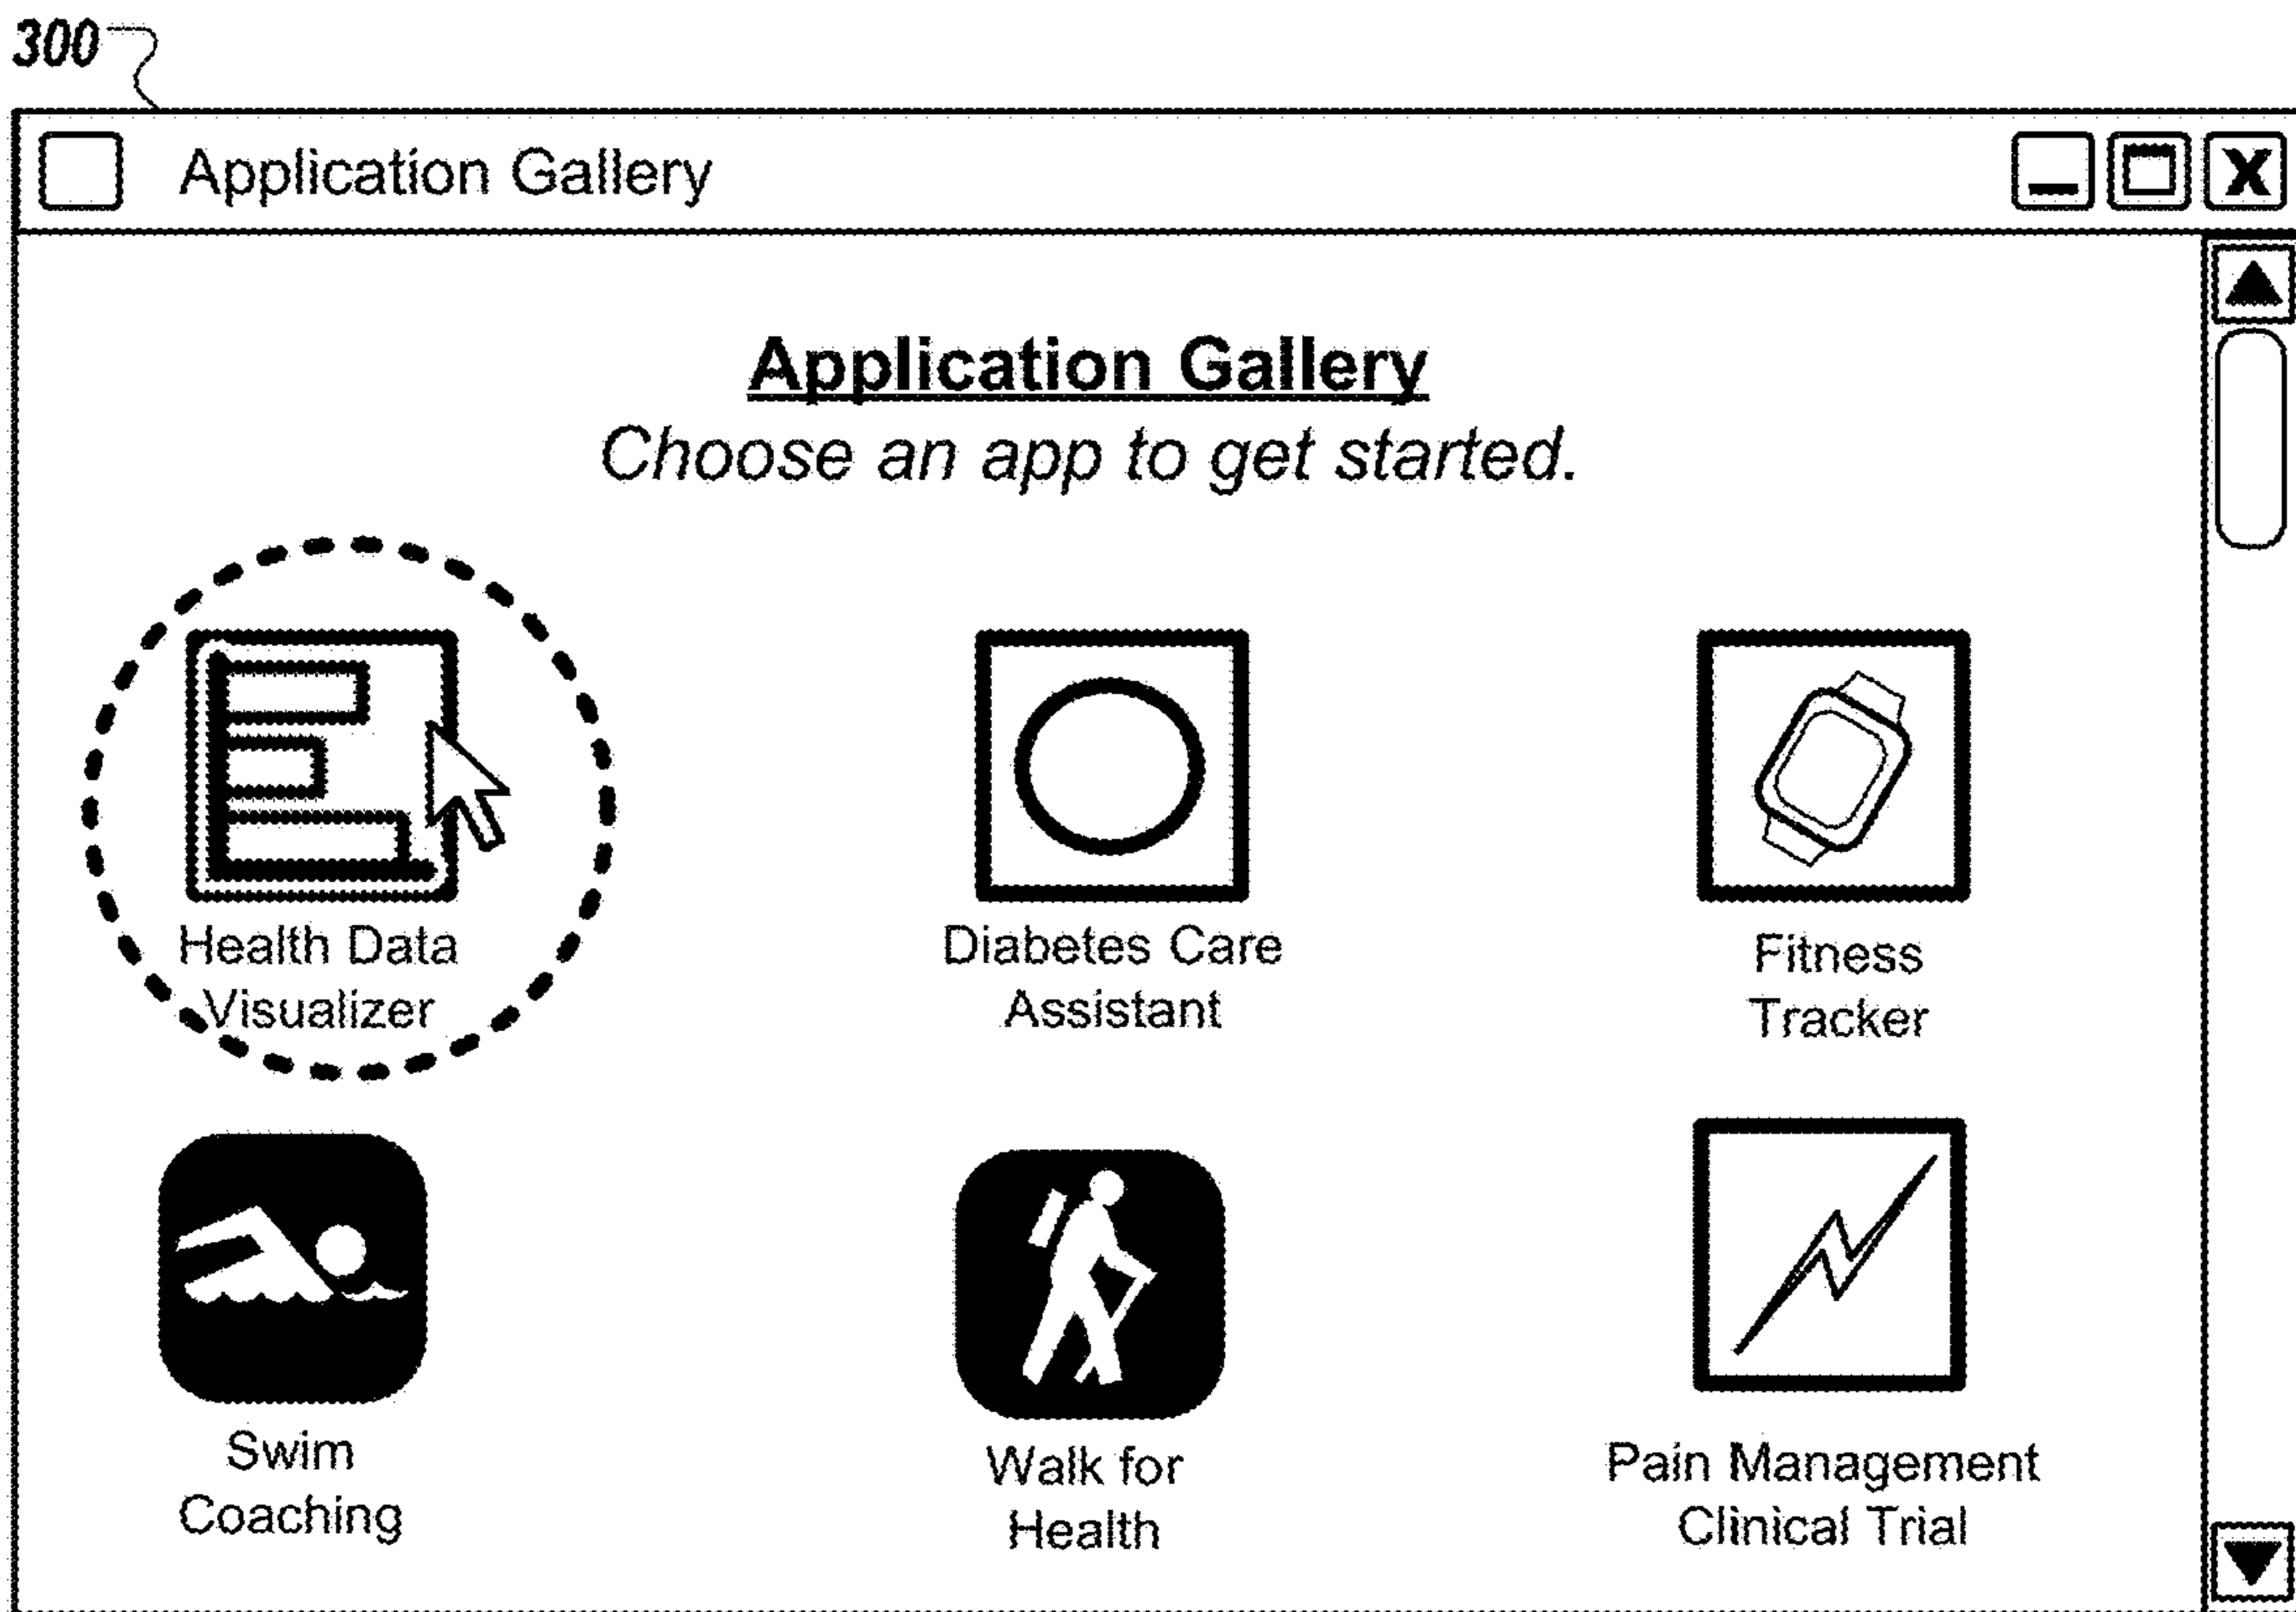 300
Application Gallery
X
Application Gallery
Choose an app to get started.
Health Data
Visualizer
Diabetes Care
Assistant
Fitness
Tracker
Swim
Coaching
Walk for
Health
Pain Management
Clinical Trial